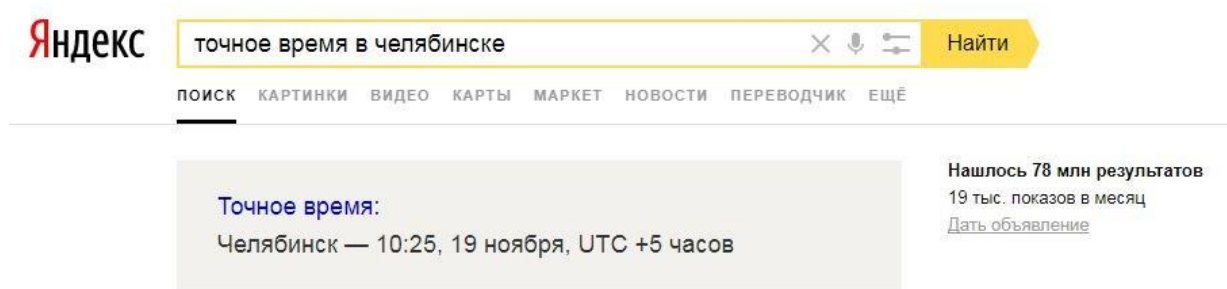 Яндекс
точное время в челябинске
Найти
ПОИСК КАРТИНКИ ВИДЕО КАРТЫ МАРКЕТ НОВОСТИ ПЕРЕВОДЧИК ЕЩЁ
Точное время:
Челябинск — 10:25, 19 ноября, UTC +5 часов
Нашлось 78 млн результатов
19 тыс. показов в месяц
Дать объявление